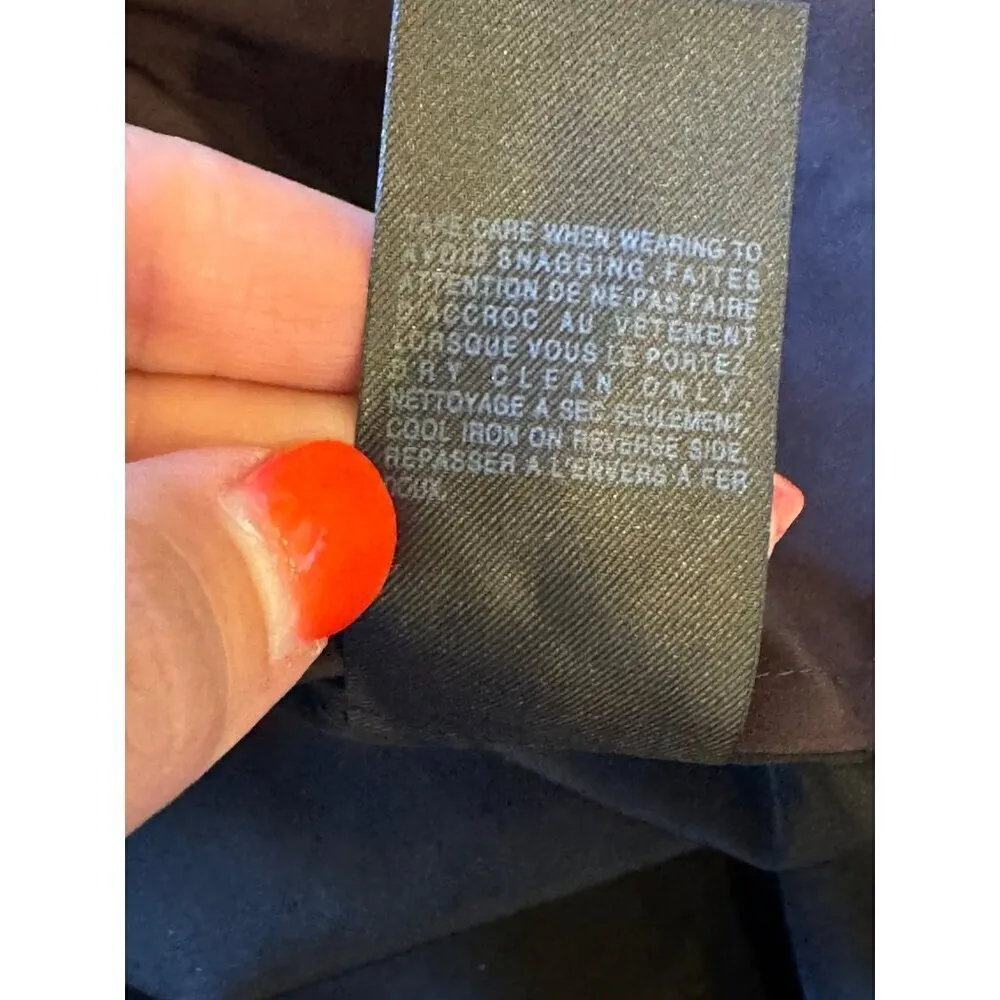 TAKE CARE WHEN WEARING TO
AVOID SNAGGING. FAITES
ATTENTION DE NE PAS FAIRE
D'ACCROC AU VETEMENT
LORSQUE VOUS LE PORTEZ
DRY CLEAN ONLY.
NETTOYAGE A SEC SEULEMENT
COOL IRON ON REVERSE SIDE
REPASSER A L'ERVERS A FER
DOUX.